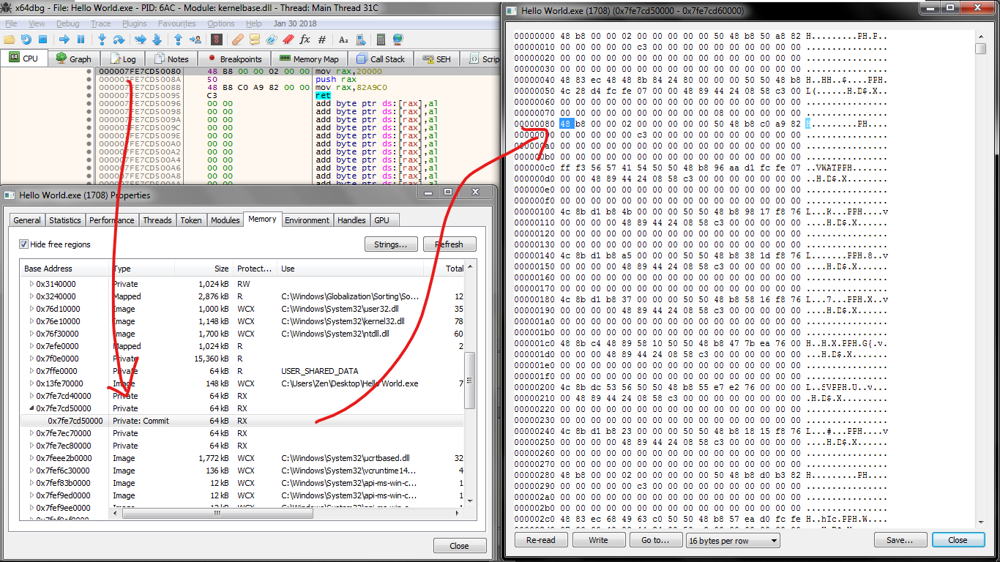 x64dbg - File: Hello World.exe - PID: 6AC - Module: kernelbase.dll - Thread: Main Thread 31C
File View Debug Trace Plugins Favourites Options Help Jan 30 2018
CPU Graph Log Notes Breakpoints Memory Map Call Stack SEH Scrip
000007FE7CD50080 48 B8 00 00 02 00 00 mov rax,20000
000007FE7CD5008A 50 push rax
000007FE7CD5008B 48 B8 C0 A9 82 00 00 mov rax,82A9C0
000007FE7CD50095 C3 ret
000007FE7CD50096 00 00 add byte ptr ds:[rax],al
000007FE7CD50098 00 00 add byte ptr ds:[rax],al
000007FE7CD5009A 00 00 add byte ptr ds:[rax],al
000007FE7CD5009C 00 00 add byte ptr ds:[rax],al
000007FE7CD5009E 00 00 add byte ptr ds:[rax],al
000007FE7CD500A0 00 00 add byte ptr ds:[rax],al
000007FE7CD500A2 00 00 add byte ptr ds:[rax],al
000007FE7CD500A4 00 00 add byte ptr ds:[rax],al
000007FE7CD500A6 00 00 add byte ptr ds:[rax],al
000007FE7CD500A8 00 00 add byte ptr ds:[rax],al
Hello World.exe (1708) Properties
General Statistics Performance Threads Token Modules Memory Environment Handles GPU
Hide free regions Strings... Refresh
Base Address Type Size Protect... Use Total
0x3140000 Private 1,024 kB RW
0x3240000 Mapped 2,876 kB R C:\Windows\Globalization\Sorting\So... 12
0x76d10000 Image 1,000 kB WCX C:\Windows\System32\user32.dll 35
0x76e10000 Image 1,148 kB WCX C:\Windows\System32\kernel32.dll 78
0x76f30000 Image 1,700 kB WCX C:\Windows\System32\ntdll.dll 60
0x7efe0000 Mapped 1,024 kB R 2
0x7f0e0000 Private 15,360 kB R
0x7ffe0000 Private 64 kB R USER_SHARED_DATA
0x13fe70000 Image 148 kB WCX C:\Users\Zen\Desktop\Hello World.exe 7
0x7fe7cd40000 Private 64 kB RX
0x7fe7cd50000 Private 64 kB RX
0x7fe7cd50000 Private: Commit 64 kB RX
0x7fe7ec70000 Private 64 kB RX
0x7fe7ec80000 Private 64 kB RX
0x7feee2b0000 Image 1,772 kB WCX C:\Windows\System32\ucrtbased.dll 32
0x7fef6c30000 Image 136 kB WCX C:\Windows\System32\vcruntime14... 4
0x7fef83b0000 Image 12 kB WCX C:\Windows\System32\api-ms-win-c... 1
0x7fef9ed0000 Image 12 kB WCX C:\Windows\System32\api-ms-win-c... 1
0x7fef9ee0000 Image 12 kB WCX C:\Windows\System32\api-ms-win-c... 1
Close
Hello World.exe (1708) (0x7fe7cd50000 - 0x7fe7cd60000)
00000000 48 b8 00 00 02 00 00 00 00 00 50 48 b8 50 a8 82 H.........PH.P..
00000010 00 00 00 00 00 c3 00 00 00 00 00 00 00 00 00 00 ................
00000020 00 00 00 00 00 00 00 00 00 00 00 00 00 00 00 00 ................
00000030 00 00 00 00 00 00 00 00 00 00 00 00 00 00 00 00 ................
00000040 48 83 ec 48 48 8b 84 24 80 00 00 00 50 50 48 b8 H..HH..$....PPH.
00000050 4c 28 d4 fc fe 07 00 00 48 89 44 24 08 58 c3 00 L(......H.D$.X..
00000060 00 00 00 00 00 00 00 00 00 00 00 00 00 00 00 00 ................
00000070 00 00 00 00 00 00 00 00 00 00 08 00 00 00 00 00 ................
00000080 48 b8 00 00 02 00 00 00 00 00 50 48 b8 c0 a9 82 H.........PH....
00000090 00 00 00 00 00 c3 00 00 00 00 00 00 00 00 00 00 ................
000000a0 00 00 00 00 00 00 00 00 00 00 00 00 00 00 00 00 ................
000000b0 00 00 00 00 00 00 00 00 00 00 00 00 00 00 00 00 ................
000000c0 ff f3 56 57 41 54 50 50 48 b8 96 aa d1 fc fe 07 ..VWATPPH.......
000000d0 00 00 48 89 44 24 08 58 c3 00 00 00 00 00 00 00 ..H.D$.X........
000000e0 00 00 00 00 00 00 00 00 00 00 00 00 00 00 00 00 ................
000000f0 00 00 00 00 00 00 00 00 00 00 00 00 00 00 00 00 ................
00000100 4c 8b d1 b8 4b 00 00 00 50 50 48 b8 98 17 f8 76 L...K...PPH....v
00000110 00 00 00 00 48 89 44 24 08 58 c3 00 00 00 00 00 ....H.D$.X......
00000120 00 00 00 00 00 00 00 00 00 00 00 00 00 00 00 00 ................
00000130 00 00 00 00 00 00 00 00 00 00 00 00 00 00 00 00 ................
00000140 4c 8b d1 b8 a5 00 00 00 50 50 48 b8 38 1d f8 76 L.......PPH.8..v
00000150 00 00 00 00 48 89 44 24 08 58 c3 00 00 00 00 00 ....H.D$.X......
00000160 00 00 00 00 00 00 00 00 00 00 00 00 00 00 00 00 ................
00000170 00 00 00 00 00 00 00 00 00 00 00 00 00 00 00 00 ................
00000180 4c 8b d1 b8 37 00 00 00 50 50 48 b8 58 16 f8 76 L...7...PPH.X..v
00000190 00 00 00 00 48 89 44 24 08 58 c3 00 00 00 00 00 ....H.D$.X......
000001a0 00 00 00 00 00 00 00 00 00 00 00 00 00 00 00 00 ................
000001b0 00 00 00 00 00 00 00 00 00 00 00 00 00 00 00 00 ................
000001c0 48 8b c4 48 89 58 10 50 50 48 b8 47 7b ea 76 00 H..H.X.PPH.G{.v.
000001d0 00 00 00 48 89 44 24 08 58 c3 00 00 00 00 00 00 ...H.D$.X.......
000001e0 00 00 00 00 00 00 00 00 00 00 00 00 00 00 00 00 ................
000001f0 00 00 00 00 00 00 00 00 00 00 00 00 00 00 00 00 ................
00000200 4c 8b dc 53 56 50 50 48 b8 55 e7 e2 76 00 00 00 L..SVPPH.U..v...
00000210 00 48 89 44 24 08 58 c3 00 00 00 00 00 00 00 00 .H.D$.X.........
00000220 00 00 00 00 00 00 00 00 00 00 00 00 00 00 00 00 ................
00000230 00 00 00 00 00 00 00 00 00 00 00 00 00 00 00 00 ................
00000240 4c 8b d1 b8 23 00 00 00 50 50 48 b8 18 15 f8 76 L...#...PPH....v
00000250 00 00 00 00 48 89 44 24 08 58 c3 00 00 00 00 00 ....H.D$.X......
00000260 00 00 00 00 00 00 00 00 00 00 00 00 00 00 00 00 ................
00000270 00 00 00 00 00 00 00 00 00 00 00 00 00 00 00 00 ................
00000280 48 b8 00 00 02 00 00 00 00 00 50 48 b8 d0 b3 82 H.........PH....
00000290 00 00 00 00 00 c3 00 00 00 00 00 00 00 00 00 00 ................
000002a0 00 00 00 00 00 00 00 00 00 00 00 00 00 00 00 00 ................
000002b0 00 00 00 00 00 00 00 00 00 00 00 00 00 00 00 00 ................
000002c0 48 83 ec 68 49 63 c0 50 50 48 b8 57 ea d0 fc fe H..hIc.PPH.W....
Re-read Write Go to... 16 bytes per row Save... Close